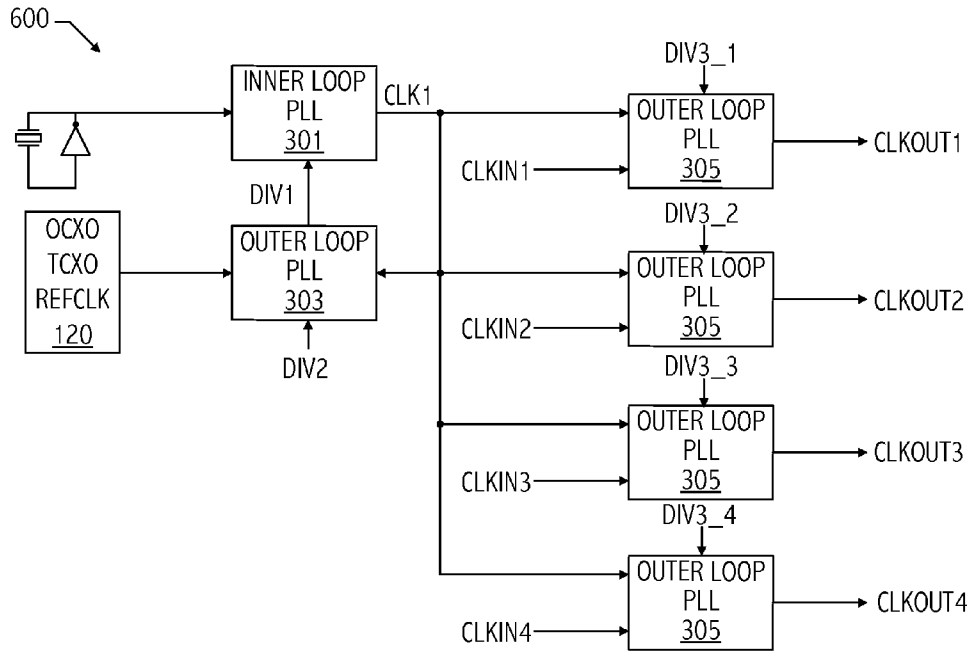 600
INNER LOOP
PLL
301
CLK1
DIV1
OCXO
TCXO
REFCLK
120
OUTER LOOP
PLL
303
DIV2
DIV3_1
OUTER LOOP
PLL
305
CLKIN1
CLKOUT1
DIV3_2
OUTER LOOP
PLL
305
CLKIN2
CLKOUT2
DIV3_3
OUTER LOOP
PLL
305
CLKIN3
CLKOUT3
DIV3_4
OUTER LOOP
PLL
305
CLKIN4
CLKOUT4